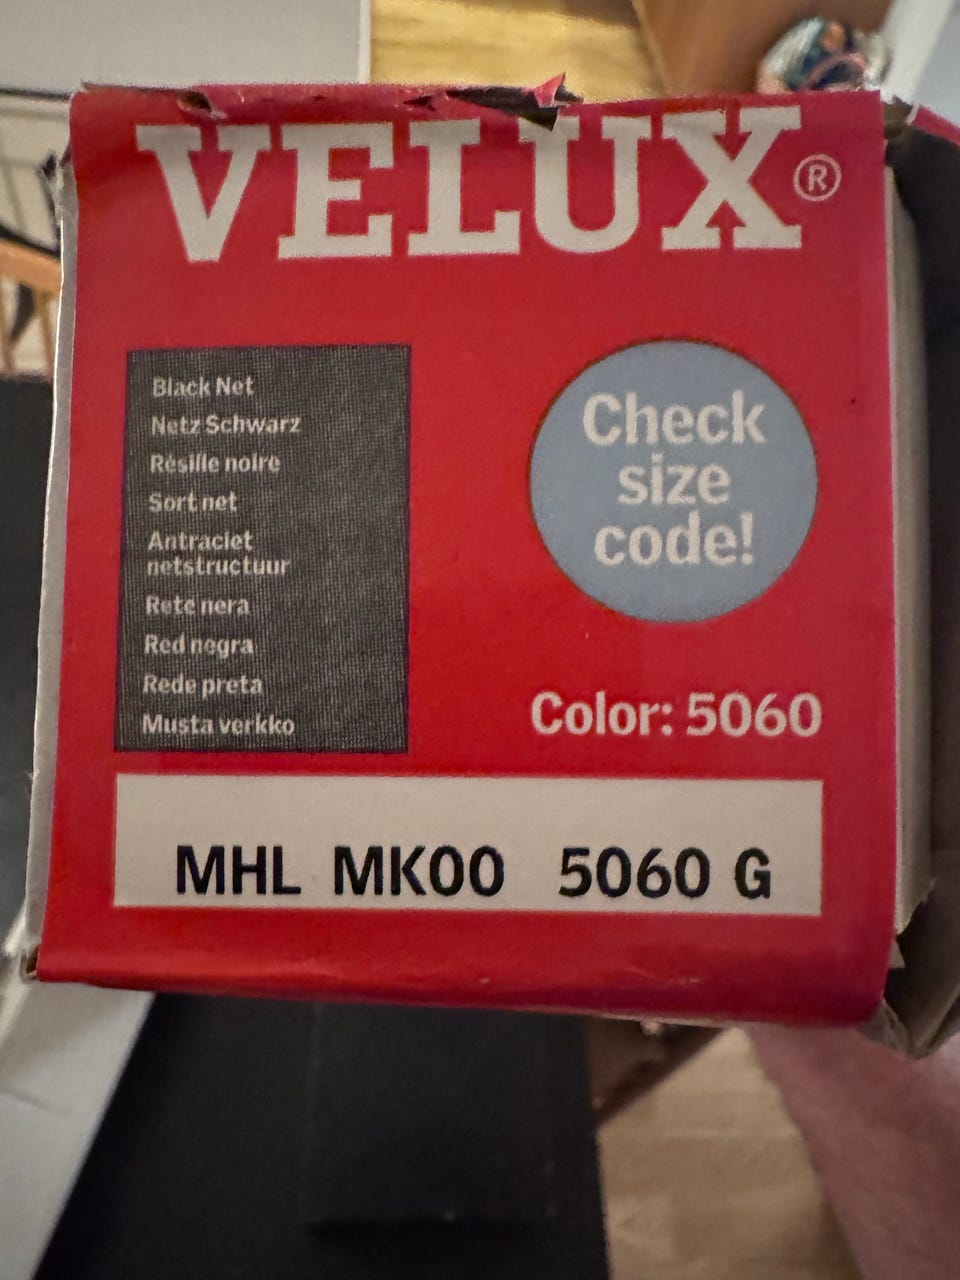 VELUX®
Black Net
Netz Schwarz
Résille noire
Sort net
Antraciet
netstructuur
Rete nera
Red negra
Rede preta
Musta verkko
Check
size
code!
Color: 5060
MHL MK00 5060 G